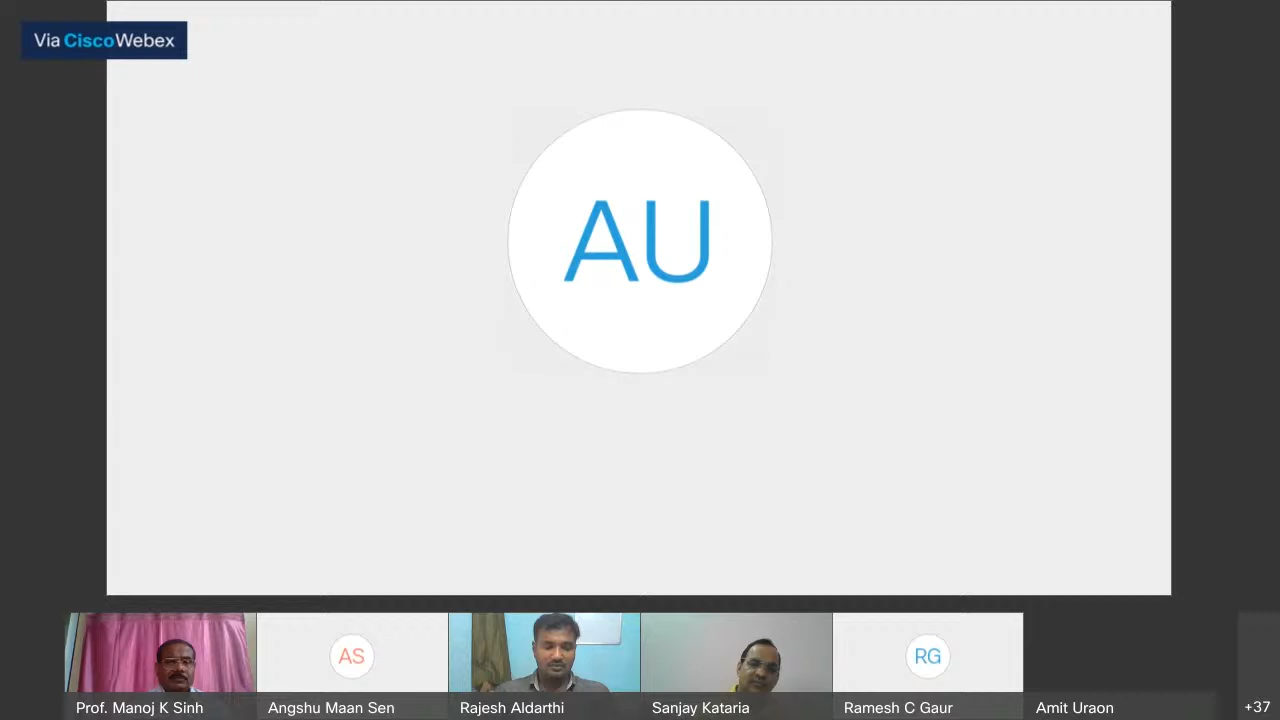 Via CiscoWebex
AU
AS
RG
Prof. Manoj K Sinh
Angshu Maan Sen
Rajesh Aldarthi
Sanjay Kataria
Ramesh C Gaur
Amit Uraon
+37